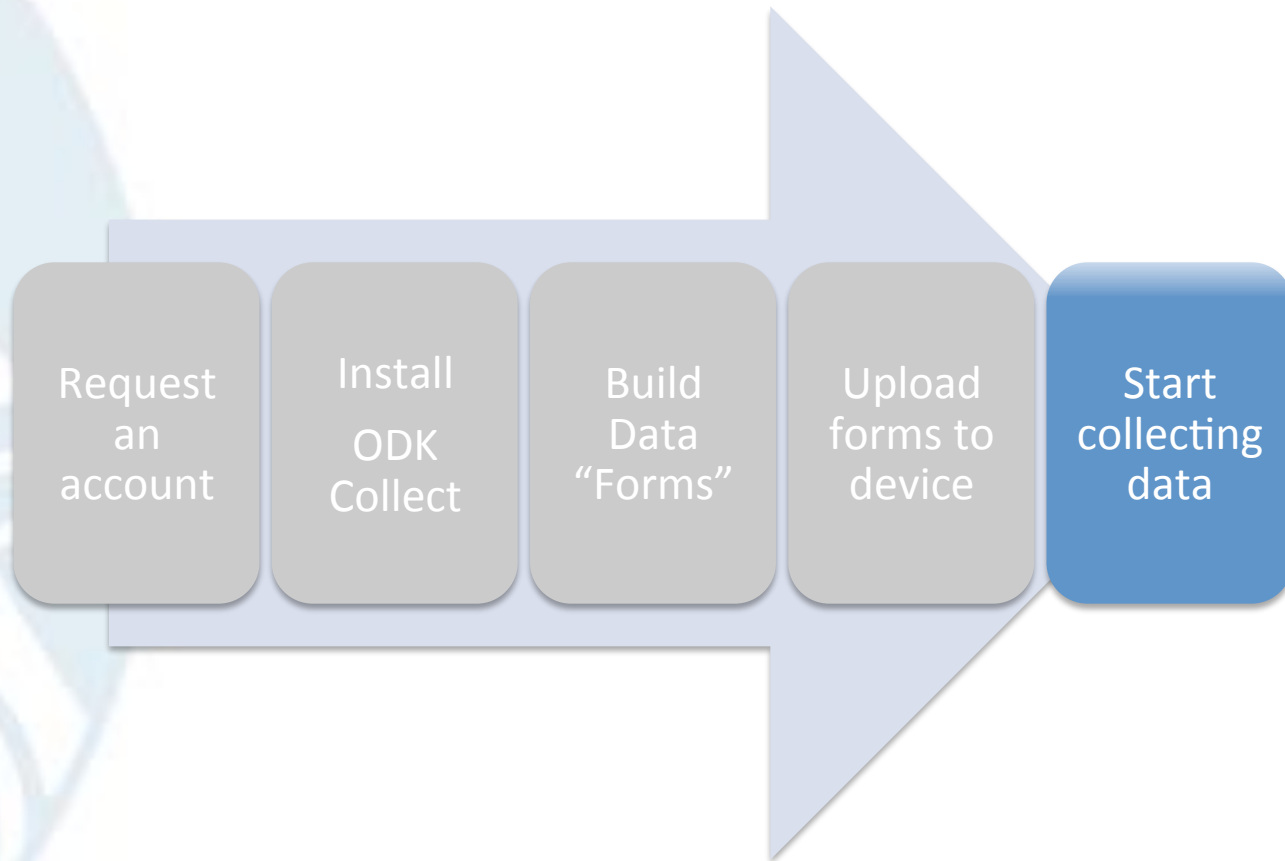 Request
an
account
Install
ODK
Collect
Build
Data
“Forms”
Upload
forms to
device
Start
collecting
data